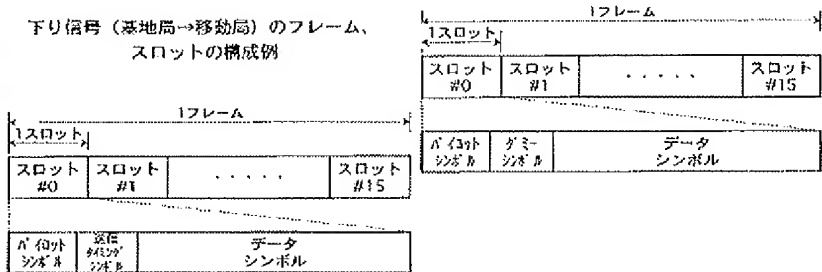 下り信号（基地局→移動局）のフレーム、
スロットの構成例
1フレーム
1スロット
スロット
#0
スロット
#1
・・・・・
スロット
#15
パイロット
シンボル
送信
タイミング
シンボル
データ
シンボル
1フレーム
1スロット
スロット
#0
スロット
#1
・・・・・
スロット
#15
パイロット
シンボル
ダミー
シンボル
データ
シンボル